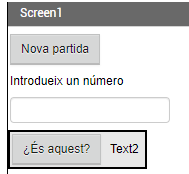 Screen1
Nova partida
Introdueix un número
¿És aquest? Text2